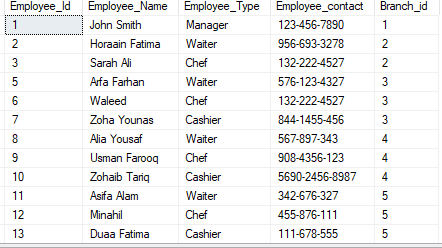 Employee_Id Employee_Name Employee_Type Employee_contact Branch_id
1 John Smith Manager 123-456-7890 1
2 Horaain Fatima Waiter 956-693-3278 2
3 Sarah Ali Chef 132-222-4527 2
5 Arfa Farhan Waiter 576-123-4327 3
6 Waleed Chef 132-222-4527 3
7 Zoha Younas Cashier 844-1455-456 3
8 Alia Yousaf Waiter 567-897-343 4
9 Usman Farooq Chef 908-4356-123 4
10 Zohaib Tariq Cashier 5690-2456-8987 4
11 Asifa Alam Waiter 342-676-327 5
12 Minahil Chef 455-876-111 5
13 Duaa Fatima Cashier 111-678-555 5